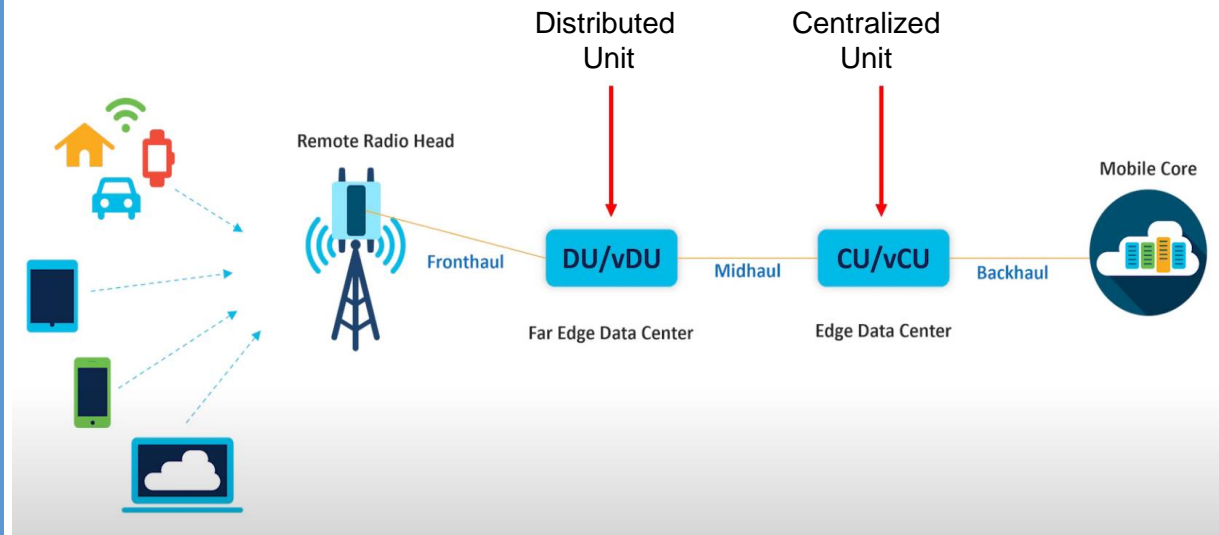 Distributed
Unit
Centralized
Unit
Remote Radio Head
Mobile Core
Fronthaul
DU/vDU
Midhaul
CU/vCU
Backhaul
Far Edge Data Center
Edge Data Center